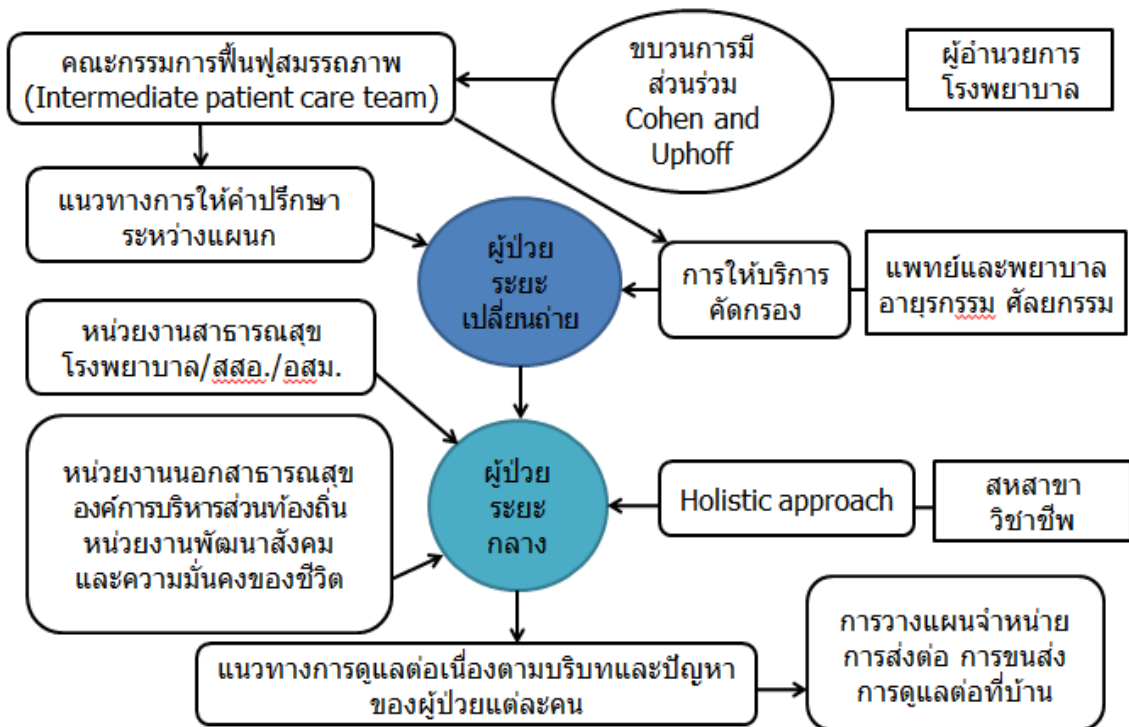 คณะกรรมการฟื้นฟูสมรรถภาพ
(Intermediate patient care team)
ขบวนการมี
ส่วนร่วม
Cohen and
Uphoff
ผู้อำนวยการ
โรงพยาบาล
แนวทางการให้คำปรึกษา
ระหว่างแผนก
ผู้ป่วย
ระยะ
เปลี่ยนถ่าย
การให้บริการ
คัดกรอง
แพทย์และพยาบาล
อายุรกรรม ศัลยกรรม
หน่วยงานสาธารณสุข
โรงพยาบาล/สสอ./อสม.
หน่วยงานนอกสาธารณสุข
องค์การบริหารส่วนท้องถิ่น
หน่วยงานพัฒนาสังคม
และความมั่นคงของชีวิต
ผู้ป่วย
ระยะ
กลาง
Holistic approach
สหสาขา
วิชาชีพ
แนวทางการดูแลต่อเนื่องตามบริบทและปัญหา
ของผู้ป่วยแต่ละคน
การวางแผนจำหน่าย
การส่งต่อ การขนส่ง
การดูแลต่อที่บ้าน